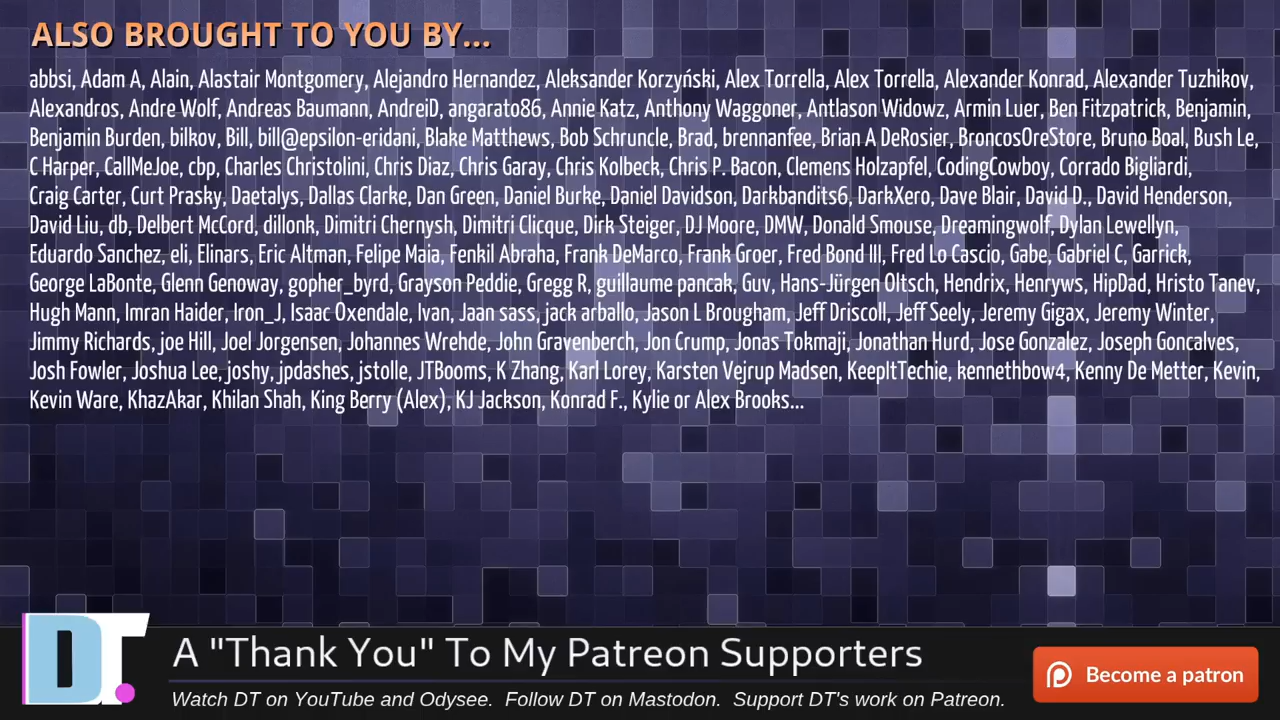 ALSO BROUGHT TO YOU BY...
abbsi, Adam A, Alain, Alastair Montgomery, Alejandro Hernandez, Aleksander Korzyński, Alex Torrella, Alex Torrella, Alexander Konrad, Alexander Tuzhikov,
Alexandros, Andre Wolf, Andreas Baumann, AndreiD, angarato86, Annie Katz, Anthony Waggoner, Antlason Widowz, Armin Luer, Ben Fitzpatrick, Benjamin,
Benjamin Burden, bilkov, Bill, bill@epsilon-eridani, Blake Matthews, Bob Schruncle, Brad, brennanfee, Brian A DeRosier, BroncosOreStore, Bruno Boal, Bush Le,
C Harper, CallMeJoe, cbp, Charles Christolini, Chris Diaz, Chris Garay, Chris Kolbeck, Chris P. Bacon, Clemens Holzapfel, CodingCowboy, Corrado Bigliardi,
Craig Carter, Curt Prasky, Daetalys, Dallas Clarke, Dan Green, Daniel Burke, Daniel Davidson, Darkbandits6, DarkXero, Dave Blair, David D., David Henderson,
David Liu, db, Delbert McCord, dillonk, Dimitri Chernysh, Dimitri Clicque, Dirk Steiger, DJ Moore, DMW, Donald Smouse, Dreamingwolf, Dylan Lewellyn,
Eduardo Sanchez, eli, Elinars, Eric Altman, Felipe Maia, Fenkil Abraha, Frank DeMarco, Frank Groer, Fred Bond III, Fred Lo Cascio, Gabe, Gabriel C, Garrick,
George LaBonte, Glenn Genoway, gopher_byrd, Grayson Peddie, Gregg R, guillaume pancak, Guv, Hans-Jürgen Oltsch, Hendrix, Henryws, HipDad, Hristo Tanev,
Hugh Mann, Imran Haider, Iron_J, Isaac Oxendale, Ivan, Jaan sass, jack arballo, Jason L Brougham, Jeff Driscoll, Jeff Seely, Jeremy Gigax, Jeremy Winter,
Jimmy Richards, joe Hill, Joel Jorgensen, Johannes Wrehde, John Gravenberch, Jon Crump, Jonas Tokmaji, Jonathan Hurd, Jose Gonzalez, Joseph Goncalves,
Josh Fowler, Joshua Lee, joshy, jpdashes, jstolle, JTBooms, K Zhang, Karl Lorey, Karsten Vejrup Madsen, KeepItTechie, kennethbow4, Kenny De Metter, Kevin,
Kevin Ware, KhazAkar, Khilan Shah, King Berry (Alex), KJ Jackson, Konrad F., Kylie or Alex Brooks...
DT
A "Thank You" To My Patreon Supporters
Watch DT on YouTube and Odysee. Follow DT on Mastodon. Support DT's work on Patreon.
Become a patron